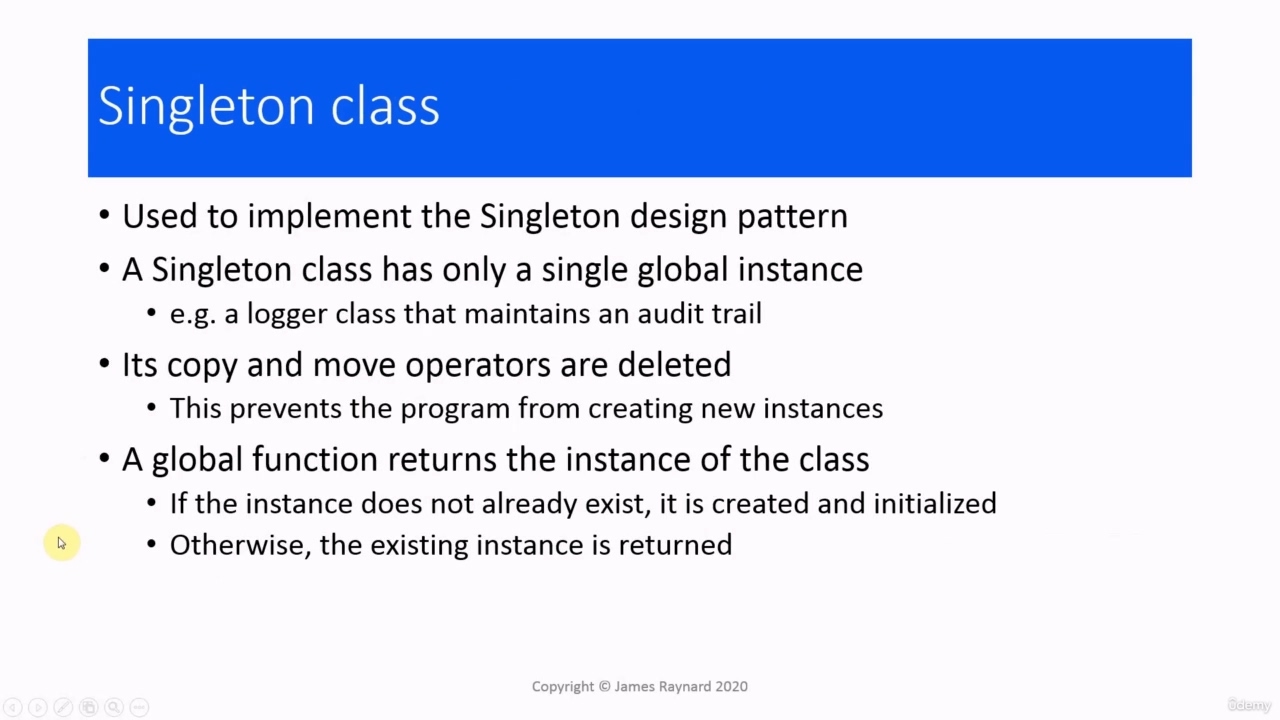 Singleton class
• Used to implement the Singleton design pattern
• A Singleton class has only a single global instance
• e.g. a logger class that maintains an audit trail
• Its copy and move operators are deleted
• This prevents the program from creating new instances
• A global function returns the instance of the class
• If the instance does not already exist, it is created and initialized
• Otherwise, the existing instance is returned
Copyright © James Raynard 2020
ûdemy